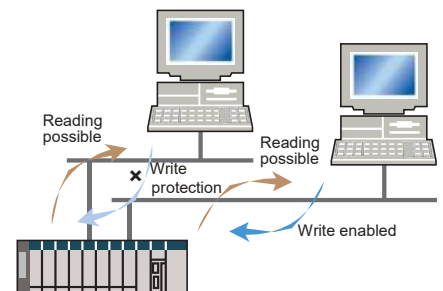 Reading
possible
Write
protection
Reading
possible
Write enabled